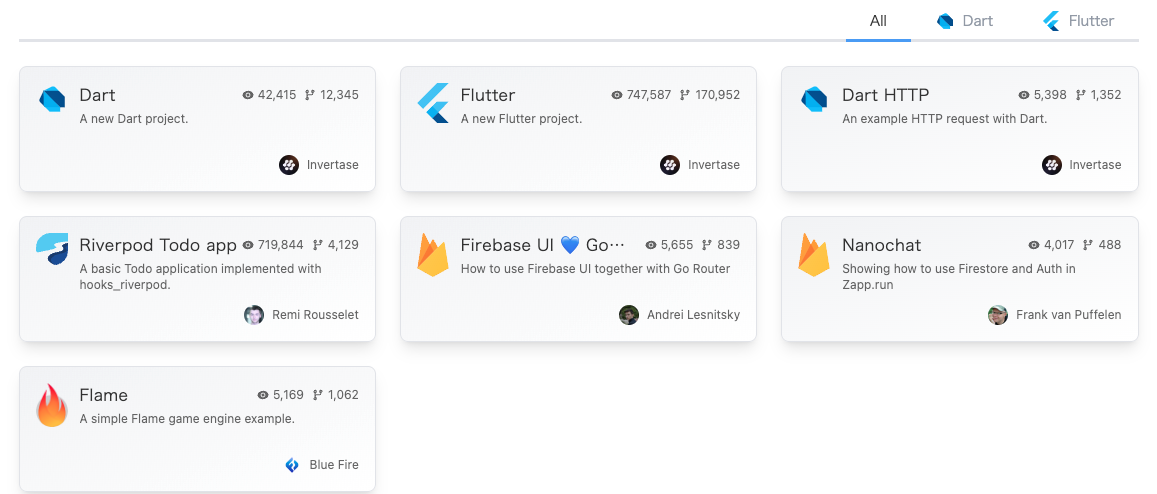 All Dart Flutter
Dart 42,415 12,345
A new Dart project.
Invertase
Flutter 747,587 170,952
A new Flutter project.
Invertase
Dart HTTP 5,398 1,352
An example HTTP request with Dart.
Invertase
Riverpod Todo app 719,844 4,129
A basic Todo application implemented with
hooks_riverpod.
Remi Rousselet
Firebase UI 💙 Go⋯ 5,655 839
How to use Firebase UI together with Go Router
Andrei Lesnitsky
Nanochat 4,017 488
Showing how to use Firestore and Auth in
Zapp.run
Frank van Puffelen
Flame 5,169 1,062
A simple Flame game engine example.
Blue Fire